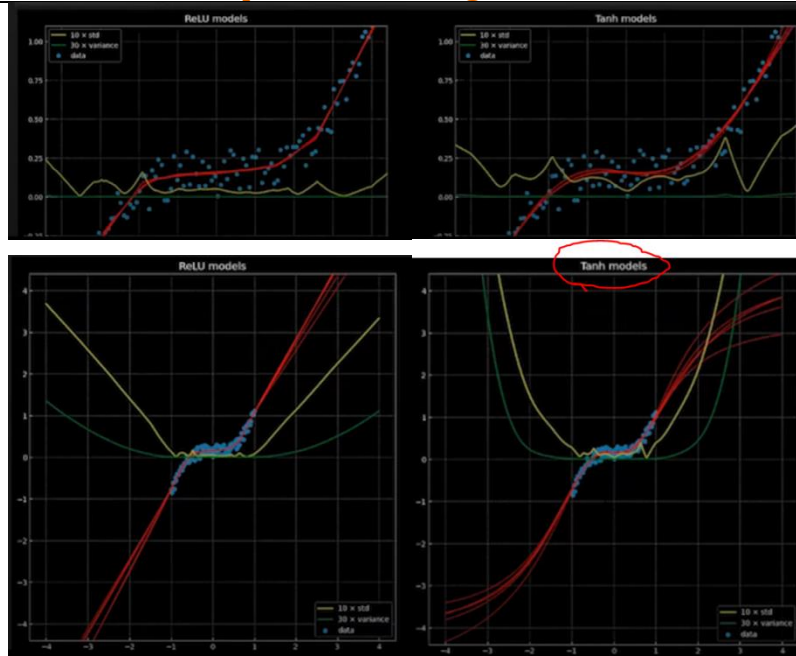 ReLU models
10 × std
30 × variance
data
1.00
0.75
0.50
0.25
0.00
Tanh models
10 × std
30 × variance
data
1.00
0.75
0.50
0.25
0.00
ReLU models
4
3
2
1
0
−1
−2
−3
−4
10 × std
30 × variance
data
−4
−3
−2
−1
0
1
2
3
4
Tanh models
4
3
2
1
0
−1
−2
−3
−4
10 × std
30 × variance
data
−4
−3
−2
−1
0
1
2
3
4